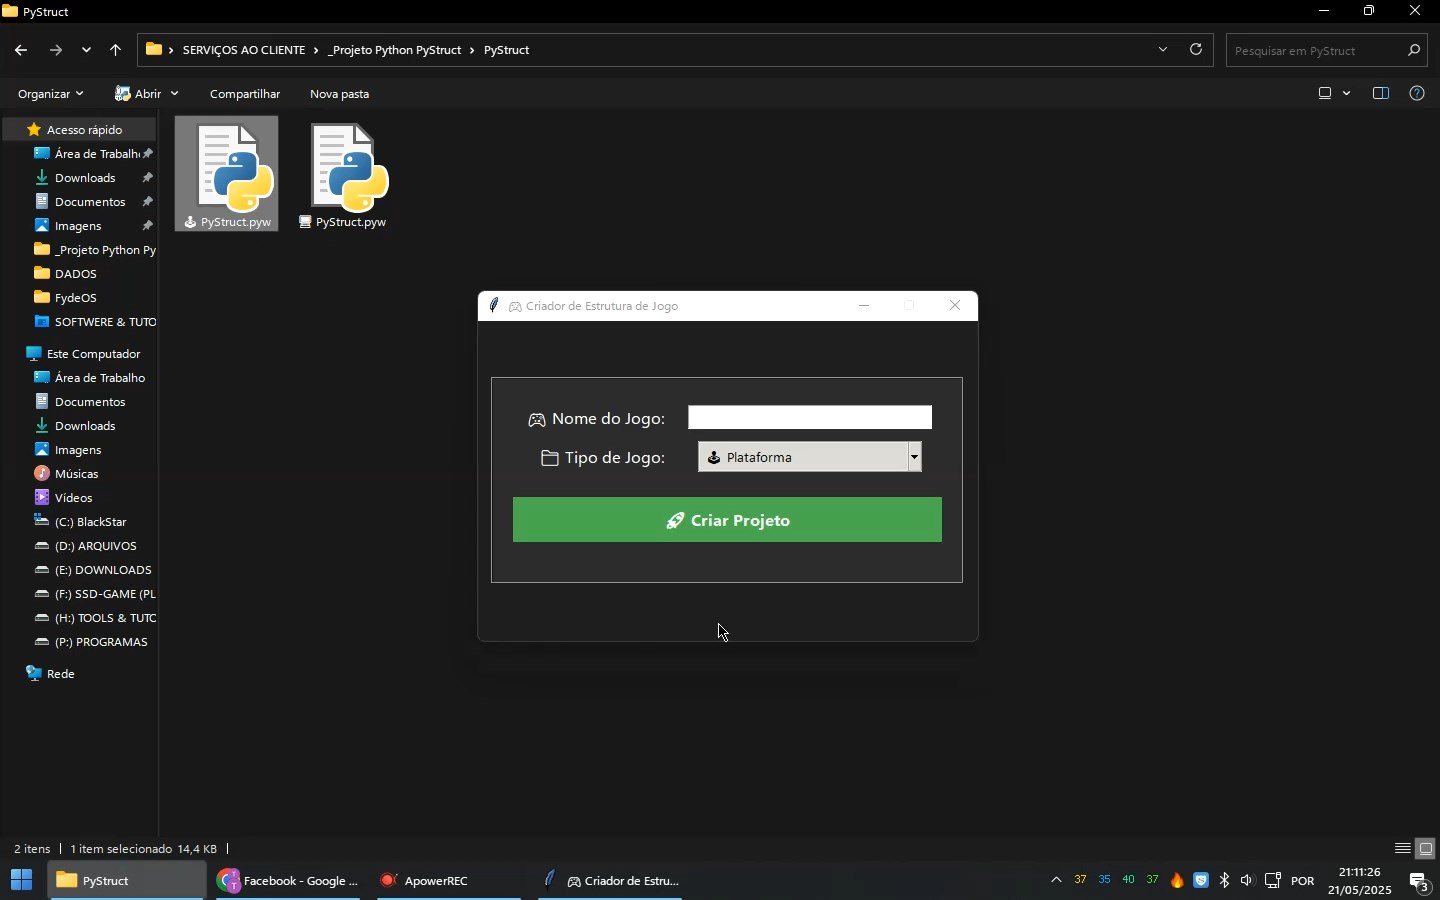 PyStruct
SERVIÇOS AO CLIENTE > _Projeto Python PyStruct > PyStruct
Pesquisar em PyStruct
Organizar
Abrir
Compartilhar
Nova pasta
Acesso rápido
Área de Trabalh
Downloads
Documentos
Imagens
_Projeto Python Py
DADOS
FydeOS
SOFTWERE & TUTO
Este Computador
Área de Trabalho
Documentos
Downloads
Imagens
Músicas
Vídeos
(C:) BlackStar
(D:) ARQUIVOS
(E:) DOWNLOADS
(F:) SSD-GAME (PL
(H:) TOOLS & TUTO
(P:) PROGRAMAS
Rede
PyStruct.pyw
PyStruct.pyw
Criador de Estrutura de Jogo
Nome do Jogo:
Tipo de Jogo:
Plataforma
Criar Projeto
2 itens
1 item selecionado 14,4 KB
PyStruct
Facebook - Google ...
ApowerREC
Criador de Estru...
37
35
40
37
POR
21:11:26
21/05/2025
3